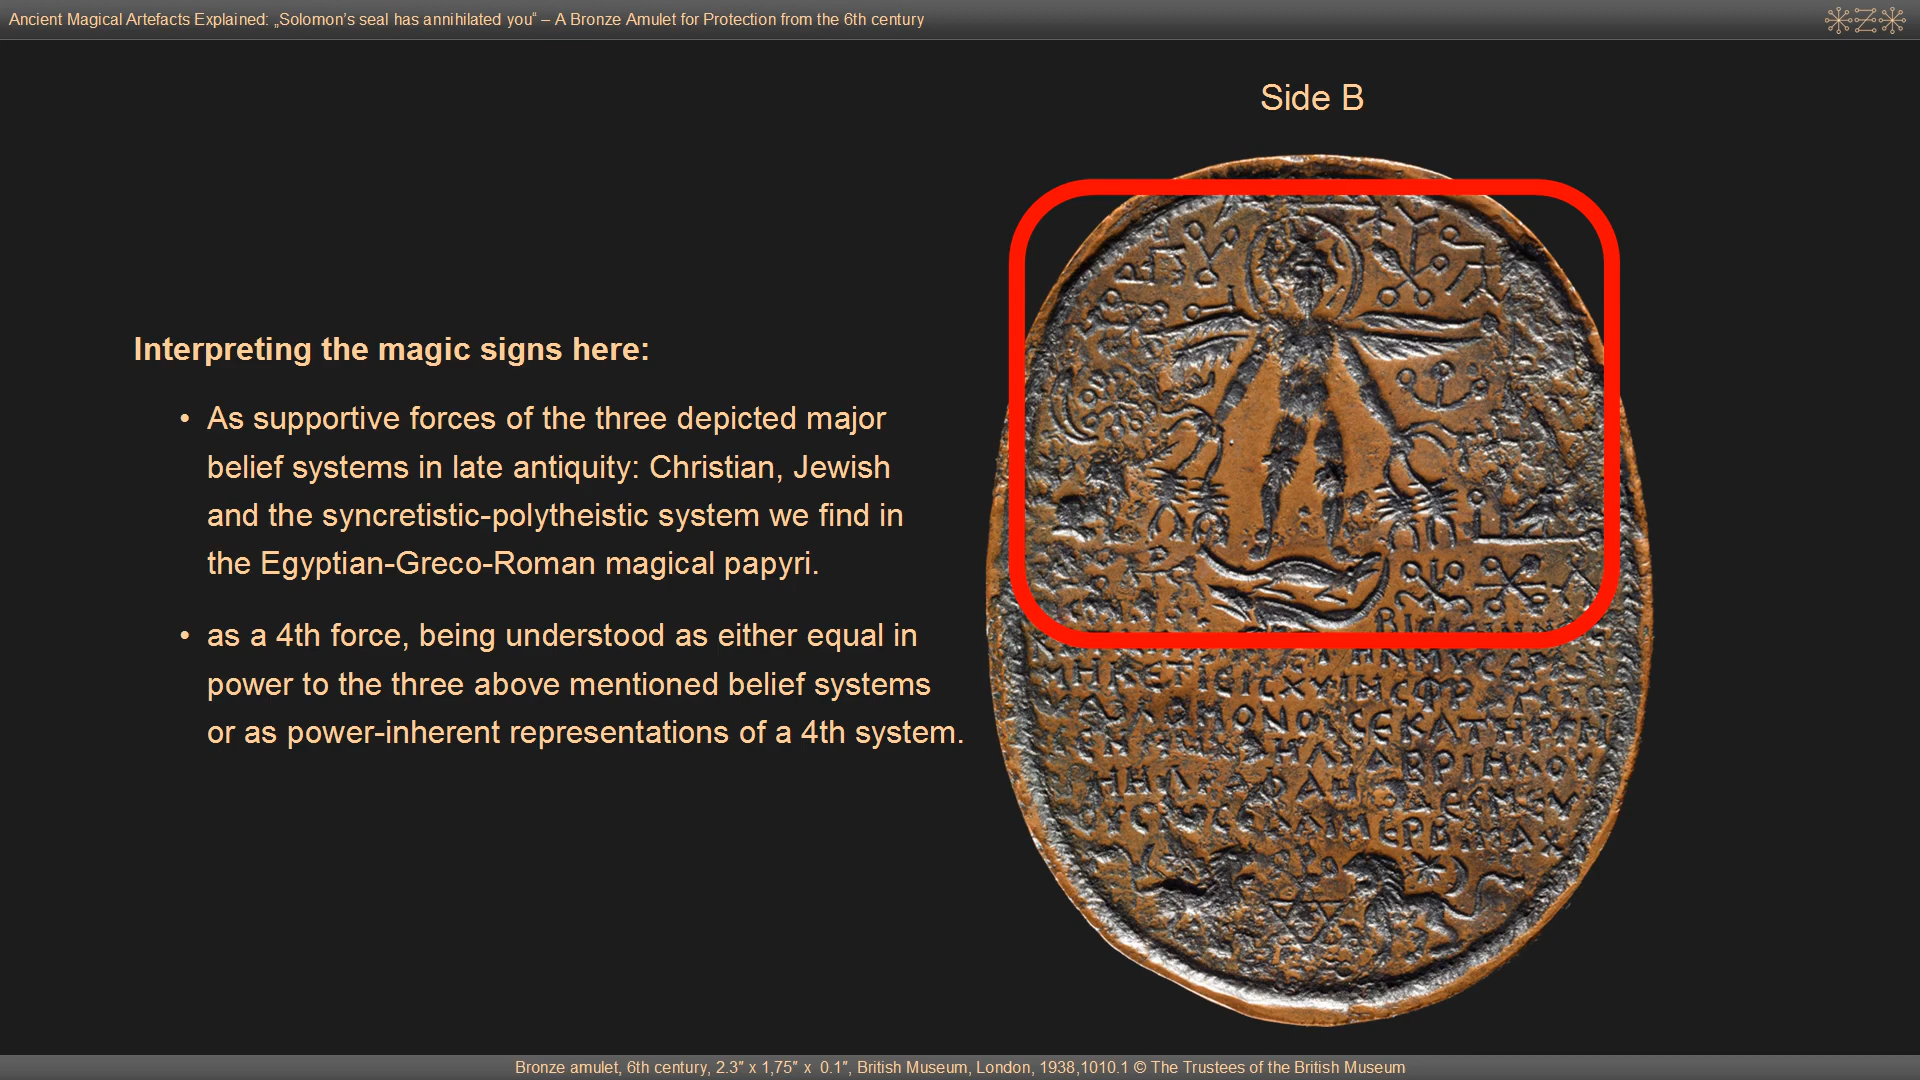 Ancient Magical Artefacts Explained: „Solomon’s seal has annihilated you“ – A Bronze Amulet for Protection from the 6th century
Side B
Interpreting the magic signs here:
• As supportive forces of the three depicted major
belief systems in late antiquity: Christian, Jewish
and the syncretistic-polytheistic system we find in
the Egyptian-Greco-Roman magical papyri.
• as a 4th force, being understood as either equal in
power to the three above mentioned belief systems
or as power-inherent representations of a 4th system.
Bronze amulet, 6th century, 2.3″ x 1,75″ x 0.1″, British Museum, London, 1938,1010.1 © The Trustees of the British Museum